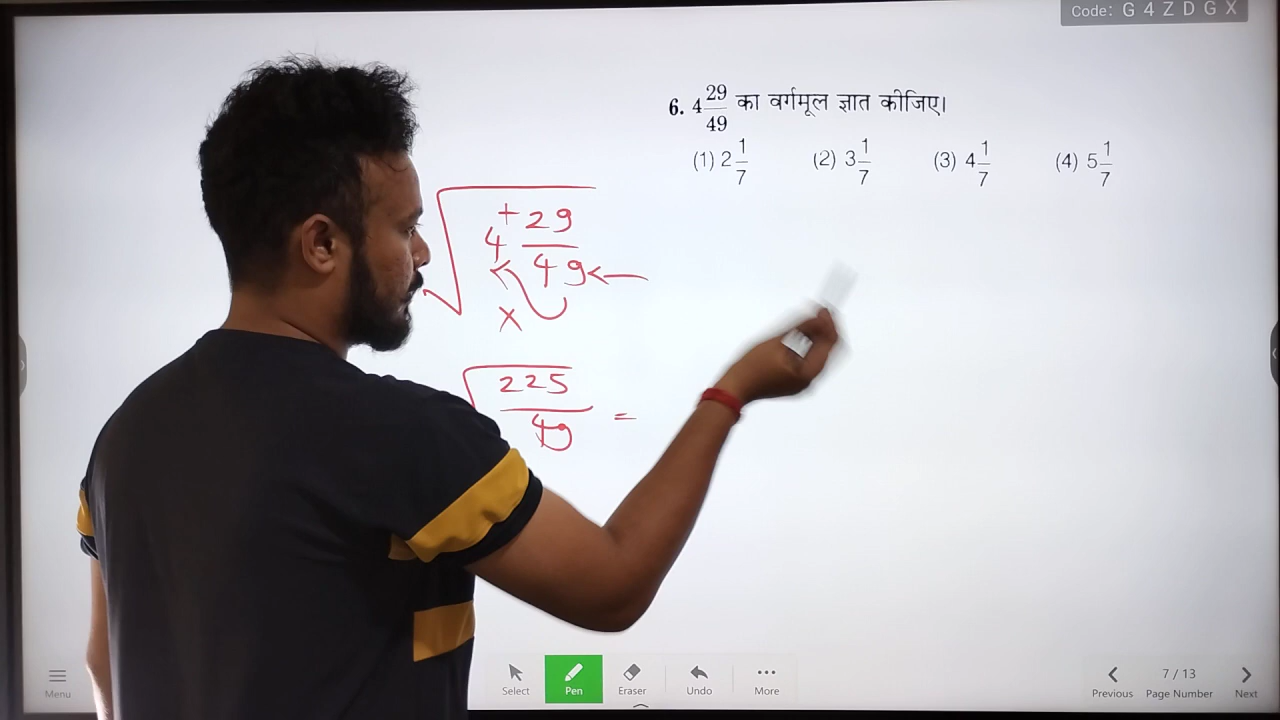 Code: G 4 Z D G X
6. 4 29/49 का वर्गमूल ज्ञात कीजिए।
(1) 2 1/7 (2) 3 1/7 (3) 4 1/7 (4) 5 1/7
√ 4 + 29/49
×
√ 225/49 =
Menu Select Pen Eraser Undo More Previous 7 / 13 Page Number Next